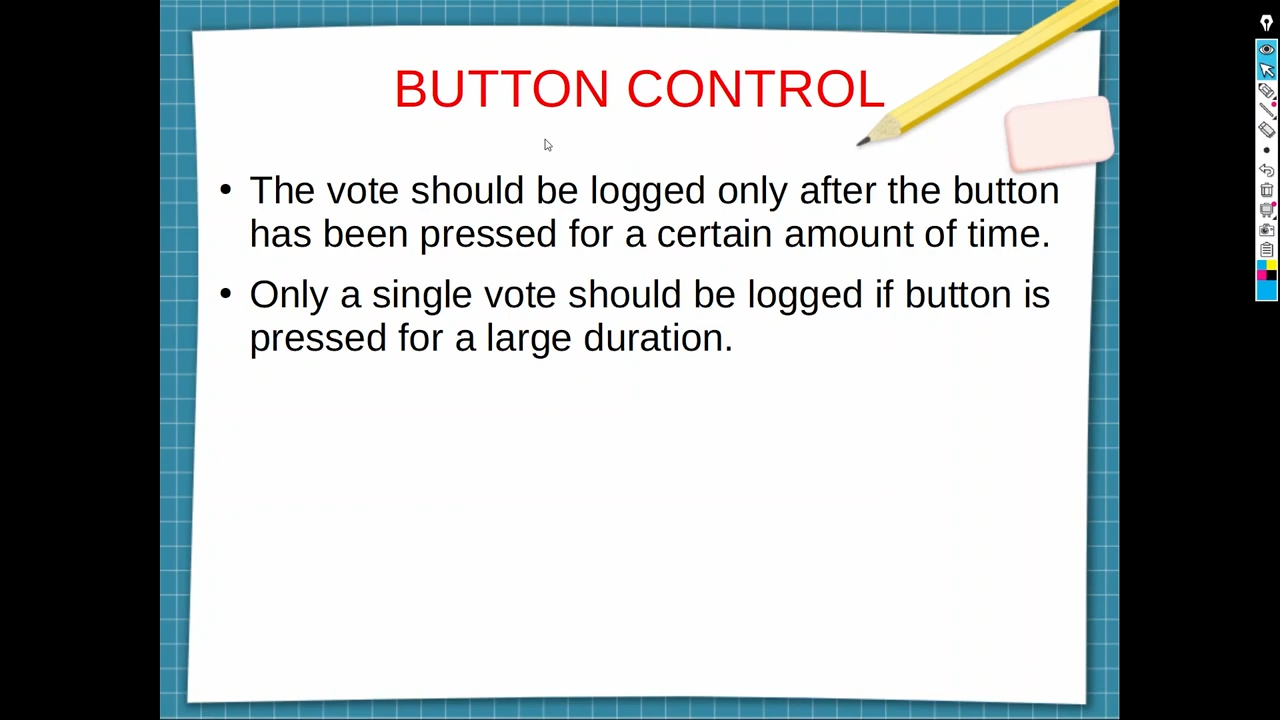 BUTTON CONTROL
• The vote should be logged only after the button
has been pressed for a certain amount of time.
• Only a single vote should be logged if button is
pressed for a large duration.